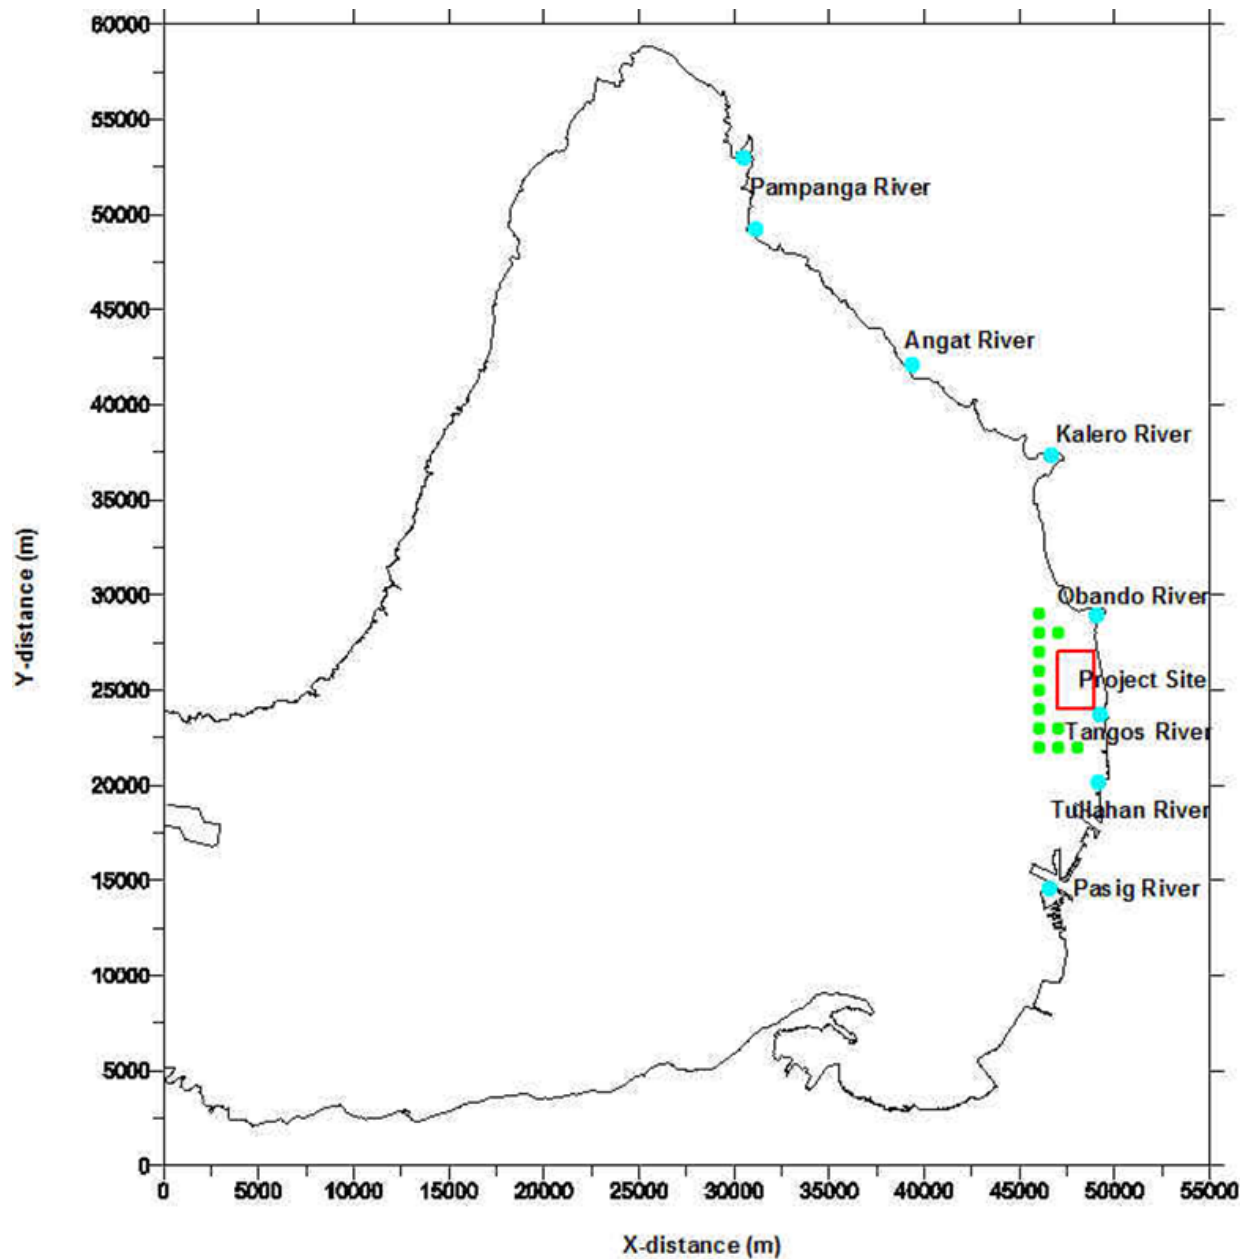 60000
55000
Pampanga River
50000
45000
Angat River
40000
Kalero River
35000
Y-distance (m)
30000
Obando River
25000
Project Site
Tangos River
20000
Tullahan River
15000
Pasig River
10000
5000
0
0 5000 10000 15000 20000 25000 30000 35000 40000 45000 50000 55000
X-distance (m)